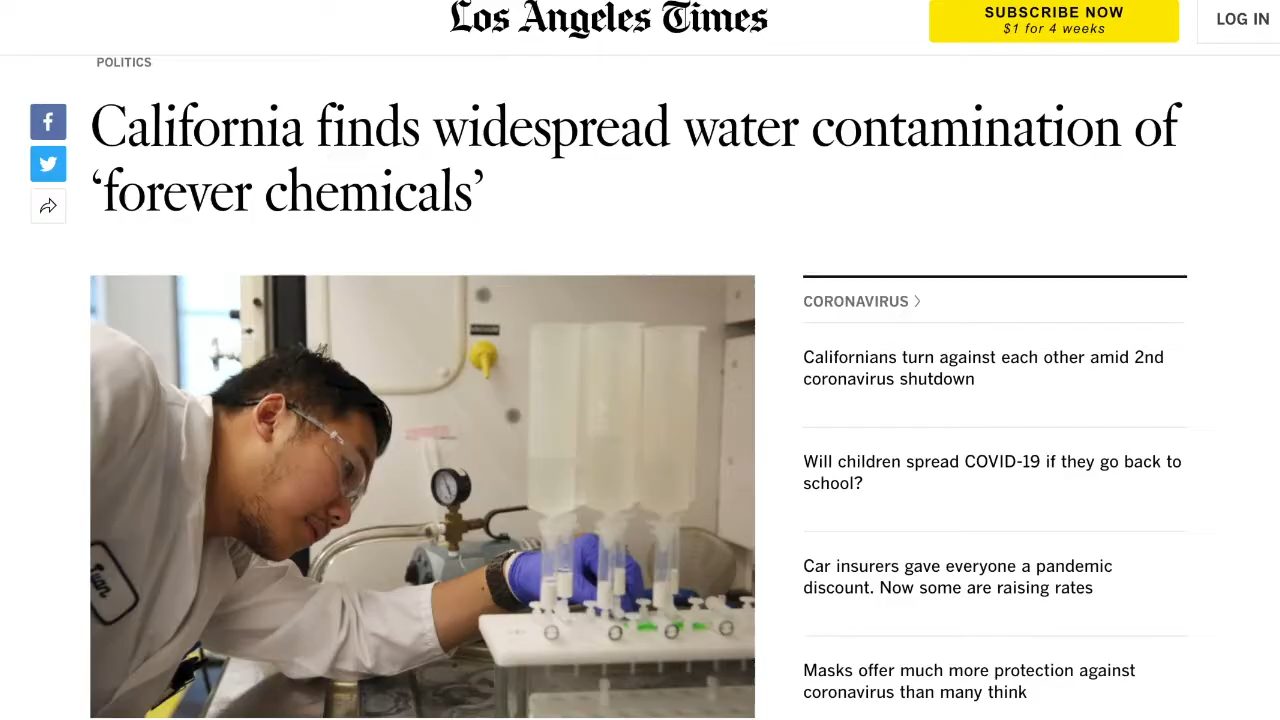 Los Angeles Times
SUBSCRIBE NOW
$1 for 4 weeks
LOG IN
POLITICS
California finds widespread water contamination of
‘forever chemicals’
CORONAVIRUS
Californians turn against each other amid 2nd
coronavirus shutdown
Will children spread COVID-19 if they go back to
school?
Car insurers gave everyone a pandemic
discount. Now some are raising rates
Masks offer much more protection against
coronavirus than many think
VACUUM